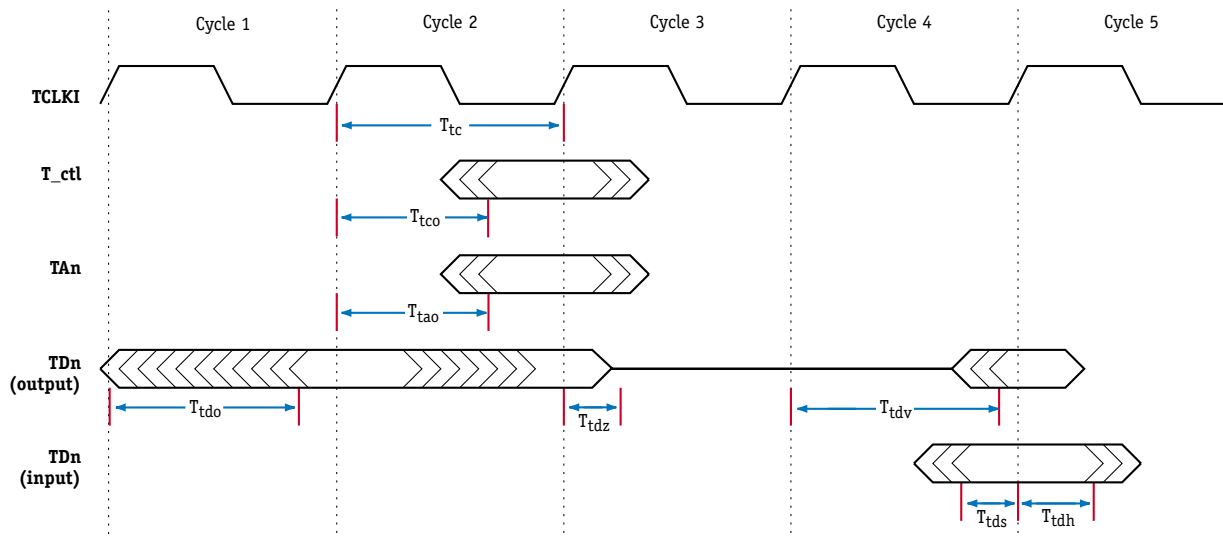 Cycle 1
Cycle 2
Cycle 3
Cycle 4
Cycle 5
TCLKI
Ttc
T_ctl
Ttco
TAn
Ttao
TDn
(output)
Ttdo
Ttdz
Ttdv
TDn
(input)
Ttds
Ttdh